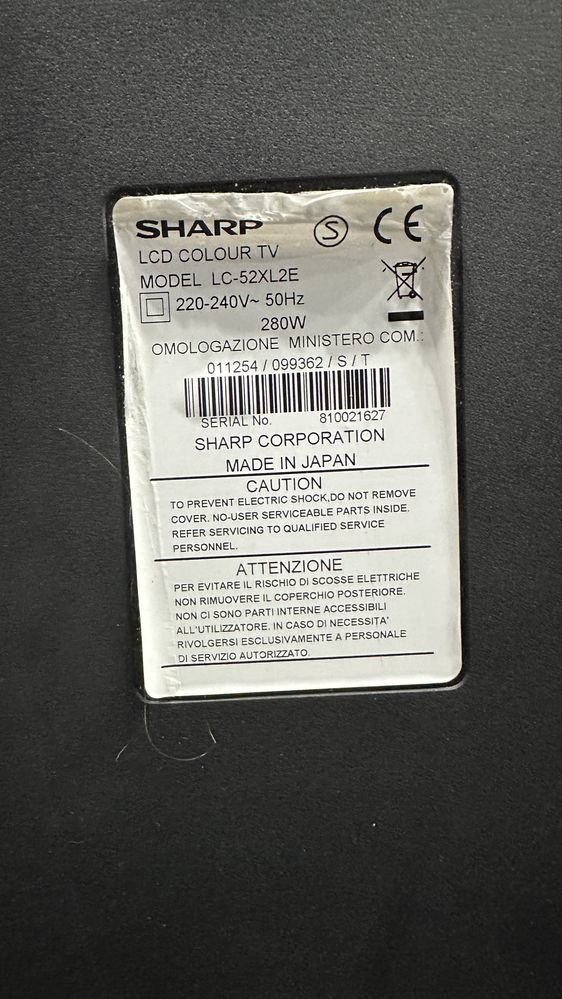 SHARP S CE
LCD COLOUR TV
MODEL LC-52XL2E
220-240V~ 50Hz
280W
OMOLOGAZIONE MINISTERO COM.:
011254 / 099362 / S / T
SERIAL No. 810021627
SHARP CORPORATION
MADE IN JAPAN
CAUTION
TO PREVENT ELECTRIC SHOCK,DO NOT REMOVE
COVER. NO-USER SERVICEABLE PARTS INSIDE.
REFER SERVICING TO QUALIFIED SERVICE
PERSONNEL.
ATTENZIONE
PER EVITARE IL RISCHIO DI SCOSSE ELETTRICHE
NON RIMUOVERE IL COPERCHIO POSTERIORE.
NON CI SONO PARTI INTERNE ACCESSIBILI
ALL'UTILIZZATORE. IN CASO DI NECESSITA'
RIVOLGERSI ESCLUSIVAMENTE A PERSONALE
DI SERVIZIO AUTORIZZATO.